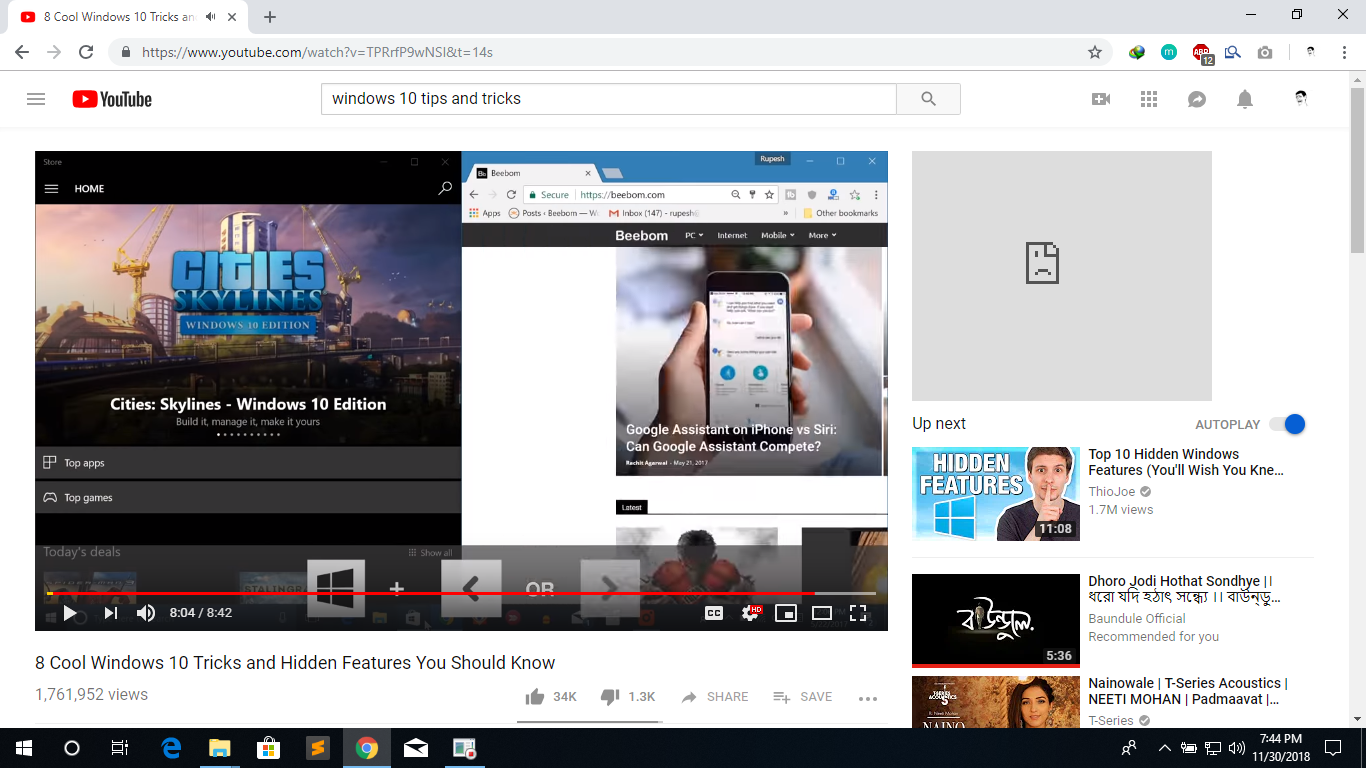 8 Cool Windows 10 Tricks an
https://www.youtube.com/watch?v=TPRrfP9wNSI&t=14s
ABP
12
YouTube
windows 10 tips and tricks
Store
HOME
CITIES
SKYLINES
WINDOWS 10 EDITION
Cities: Skylines - Windows 10 Edition
Build it, manage it, make it yours
Top apps
Top games
Today's deals
Show all
Rupesh
Beebom
Secure
https://beebom.com
Apps
Posts ‹ Beebom — W
Inbox (147) - rupesh
»
Other bookmarks
Beebom
PC
Internet
Mobile
More
Google Assistant on iPhone vs Siri:
Can Google Assistant Compete?
Rachit Agarwal - May 21, 2017
Latest
+
OR
8:04 / 8:42
CC
HD
8 Cool Windows 10 Tricks and Hidden Features You Should Know
1,761,952 views
34K
1.3K
SHARE
SAVE
Up next
AUTOPLAY
HIDDEN
FEATURES
11:08
Top 10 Hidden Windows
Features (You'll Wish You Kne...
ThioJoe
1.7M views
বাউন্ডুলে.
5:36
Dhoro Jodi Hothat Sondhye ||
ধরো যদি হঠাৎ সন্ধ্যে ।। বাউন্ডু...
Baundule Official
Recommended for you
T-SERIES
ACOUSTICS
NAINO
Nainowale | T-Series Acoustics |
NEETI MOHAN | Padmaavat |...
T-Series
7:44 PM
11/30/2018